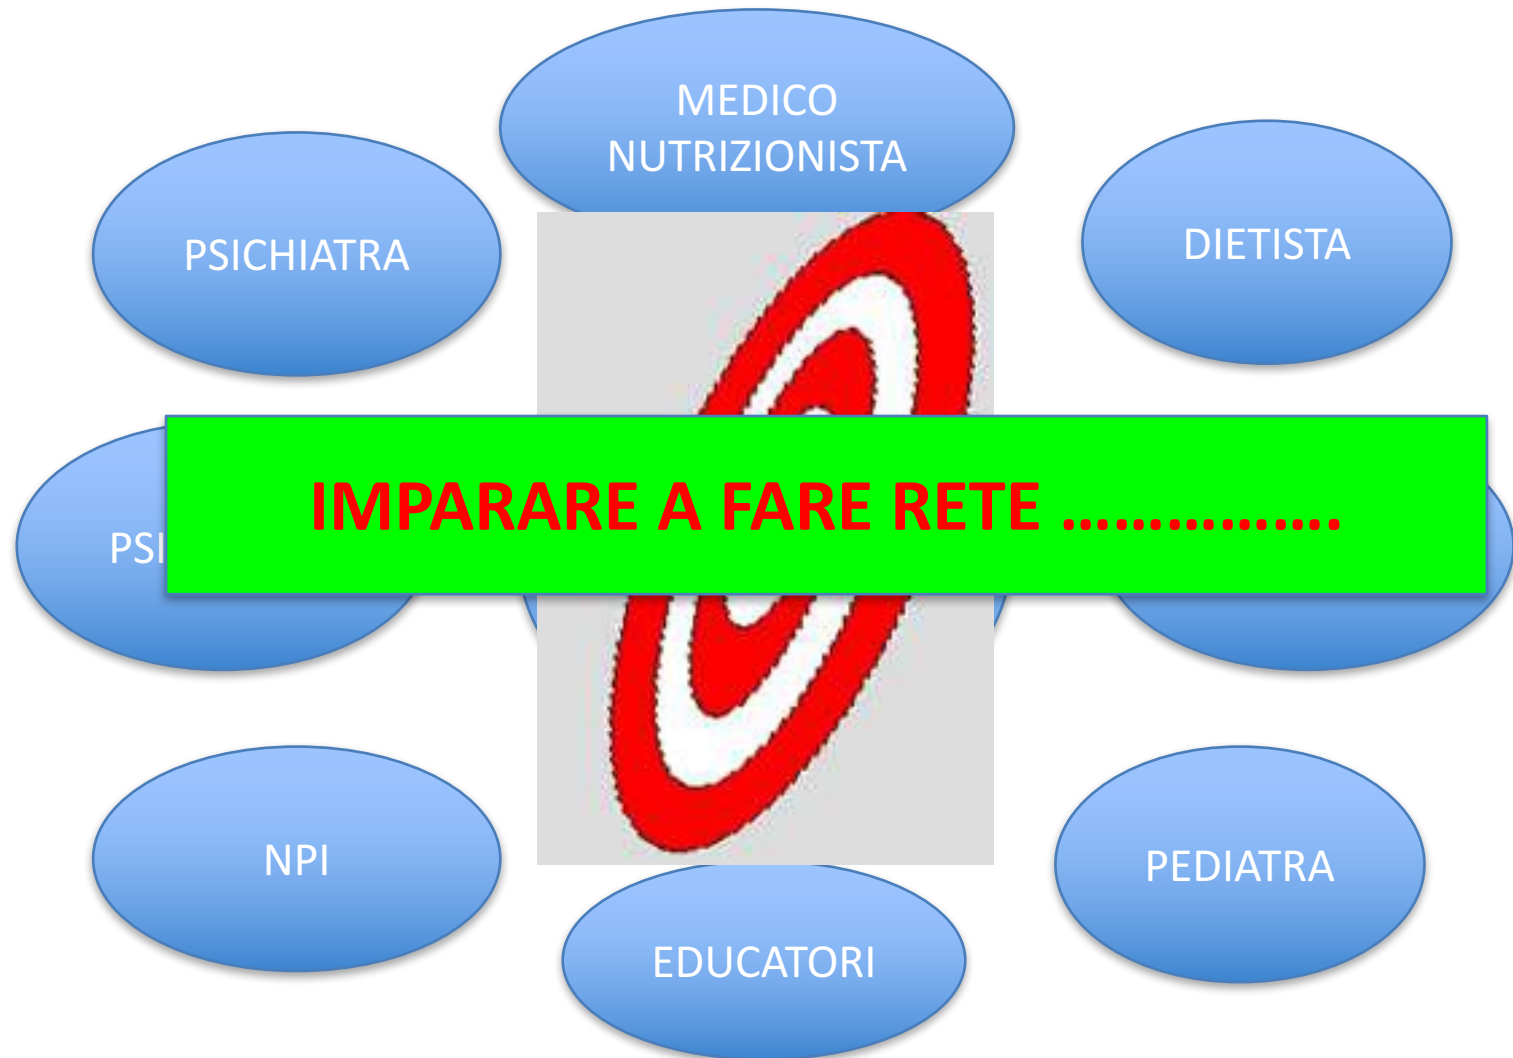 MEDICO
NUTRIZIONISTA
PSICHIATRA
DIETISTA
IMPARARE A FARE RETE …………….
NPI
PEDIATRA
EDUCATORI